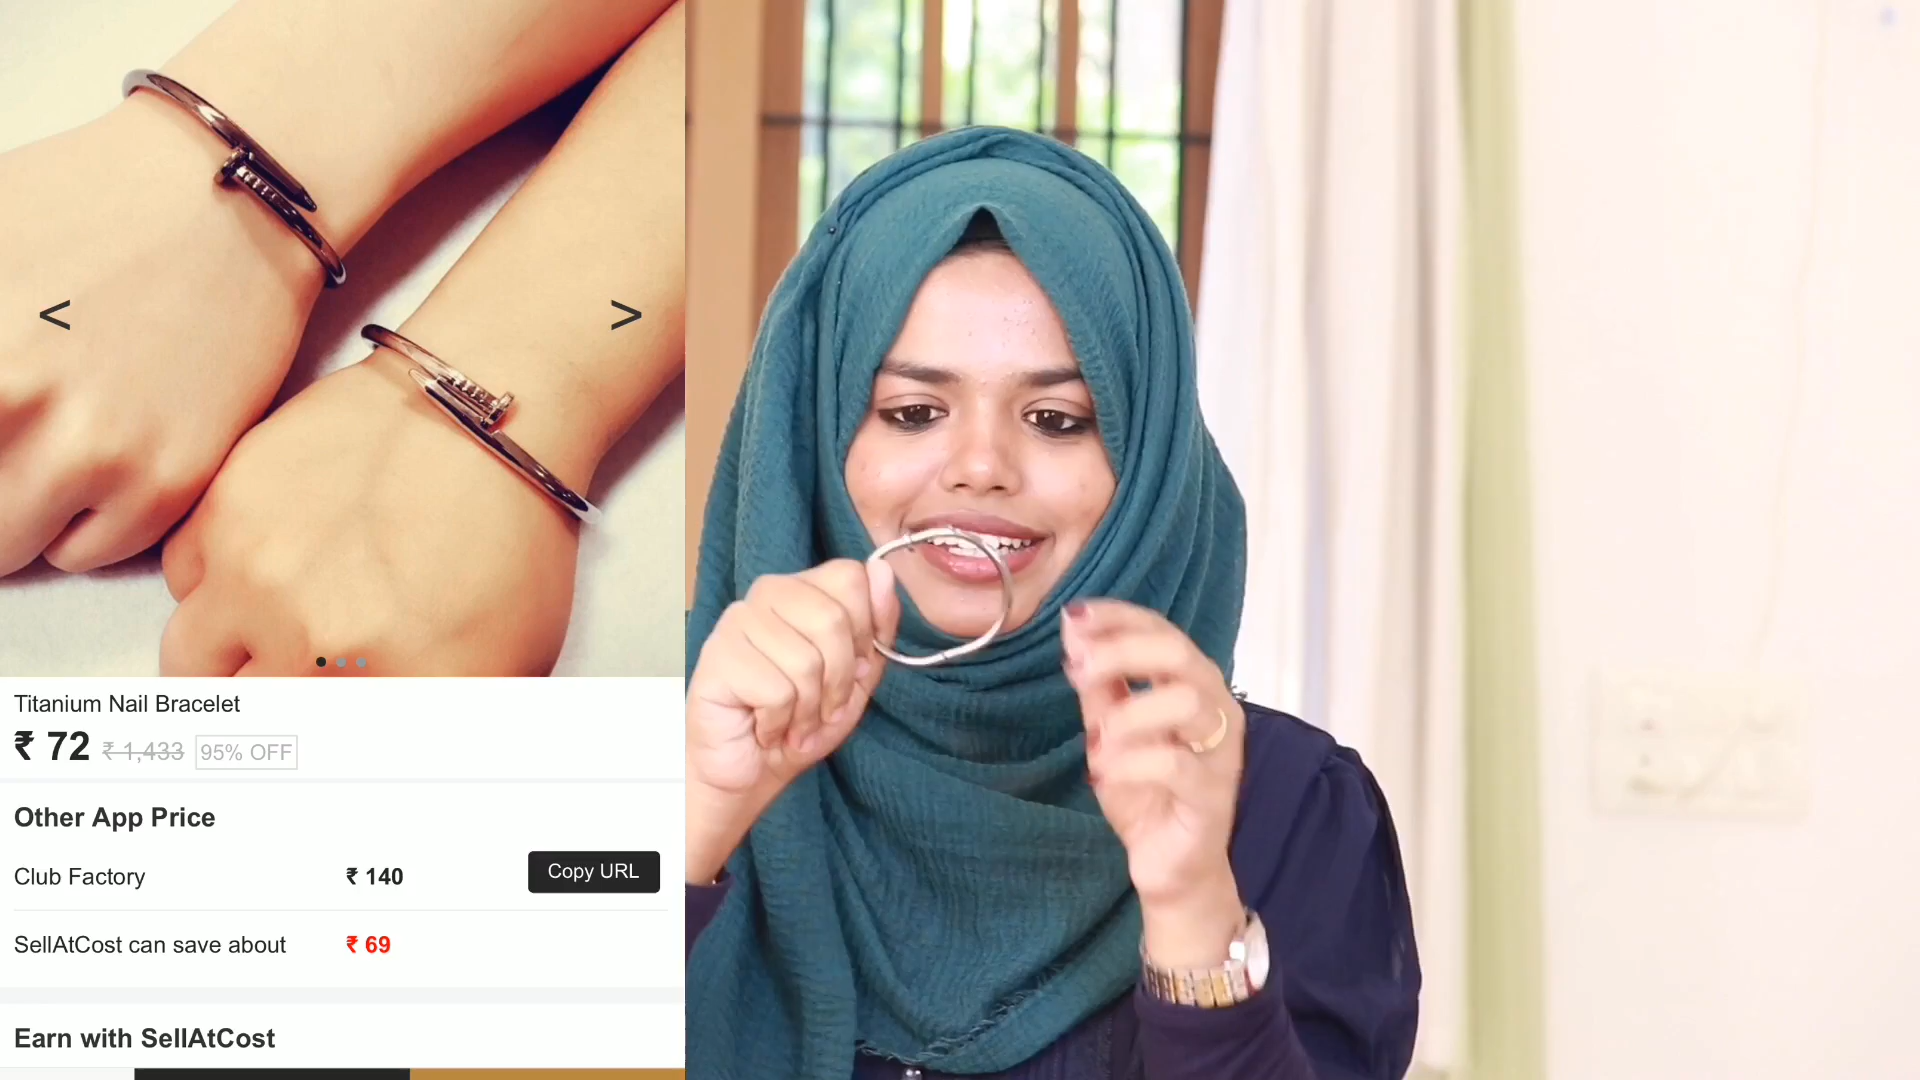 <
>
Titanium Nail Bracelet
₹ 72 ₹ 1,433 95% OFF
Other App Price
Club Factory ₹ 140 Copy URL
SellAtCost can save about ₹ 69
Earn with SellAtCost